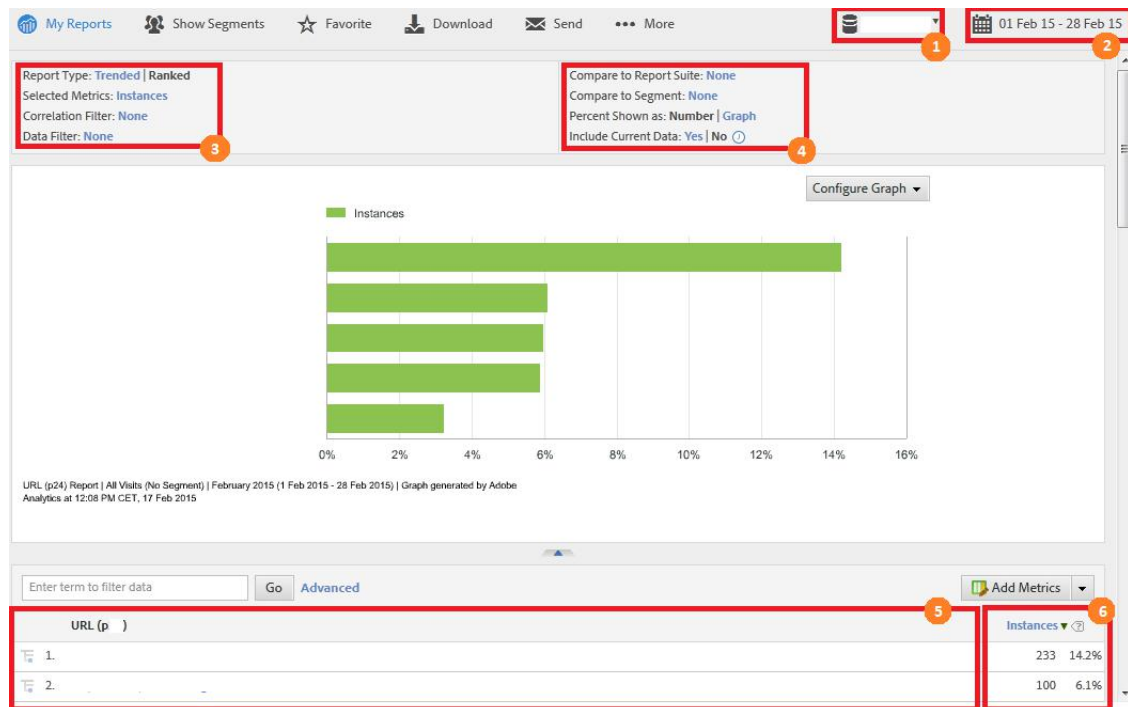 My Reports Show Segments Favorite Download Send ••• More 01 Feb 15 - 28 Feb 15
1 2
Report Type: Trended | Ranked
Selected Metrics: Instances
Correlation Filter: None
Data Filter: None
3
Compare to Report Suite: None
Compare to Segment: None
Percent Shown as: Number | Graph
Include Current Data: Yes | No
4
Configure Graph
Instances
0% 2% 4% 6% 8% 10% 12% 14% 16%
URL (p24) Report | All Visits (No Segment) | February 2015 (1 Feb 2015 - 28 Feb 2015) | Graph generated by Adobe
Analytics at 12:08 PM CET, 17 Feb 2015
Enter term to filter data Go Advanced Add Metrics
5 6
URL (p ) Instances ?
1. 233 14.2%
2. 100 6.1%